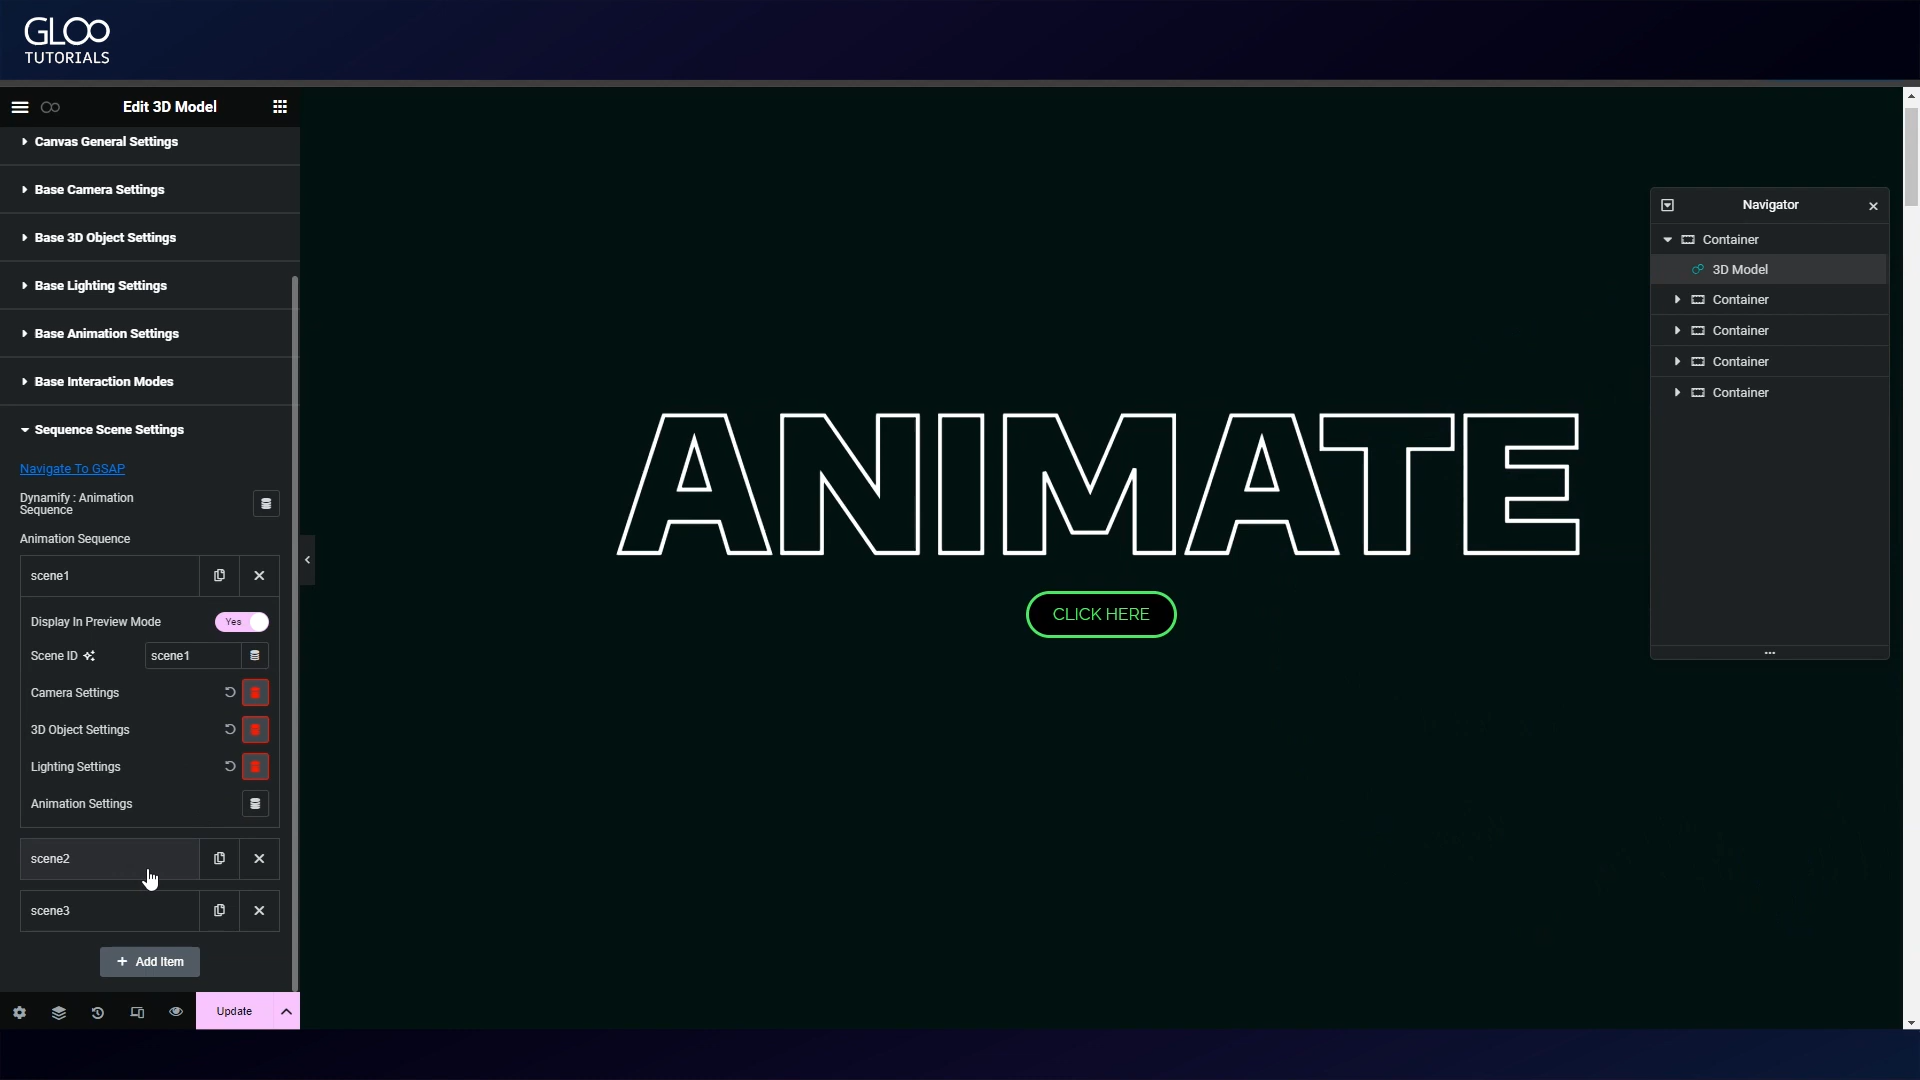 GLOO
TUTORIALS
Edit 3D Model
Canvas General Settings
Base Camera Settings
Base 3D Object Settings
Base Lighting Settings
Base Animation Settings
Base Interaction Modes
Sequence Scene Settings
Navigate To GSAP
Dynamify : Animation
Sequence
Animation Sequence
scene1
Display In Preview Mode
Yes
Scene ID
scene1
Camera Settings
3D Object Settings
Lighting Settings
Animation Settings
scene2
scene3
+ Add Item
Update
ANIMATE
CLICK HERE
Navigator
Container
3D Model
Container
Container
Container
Container